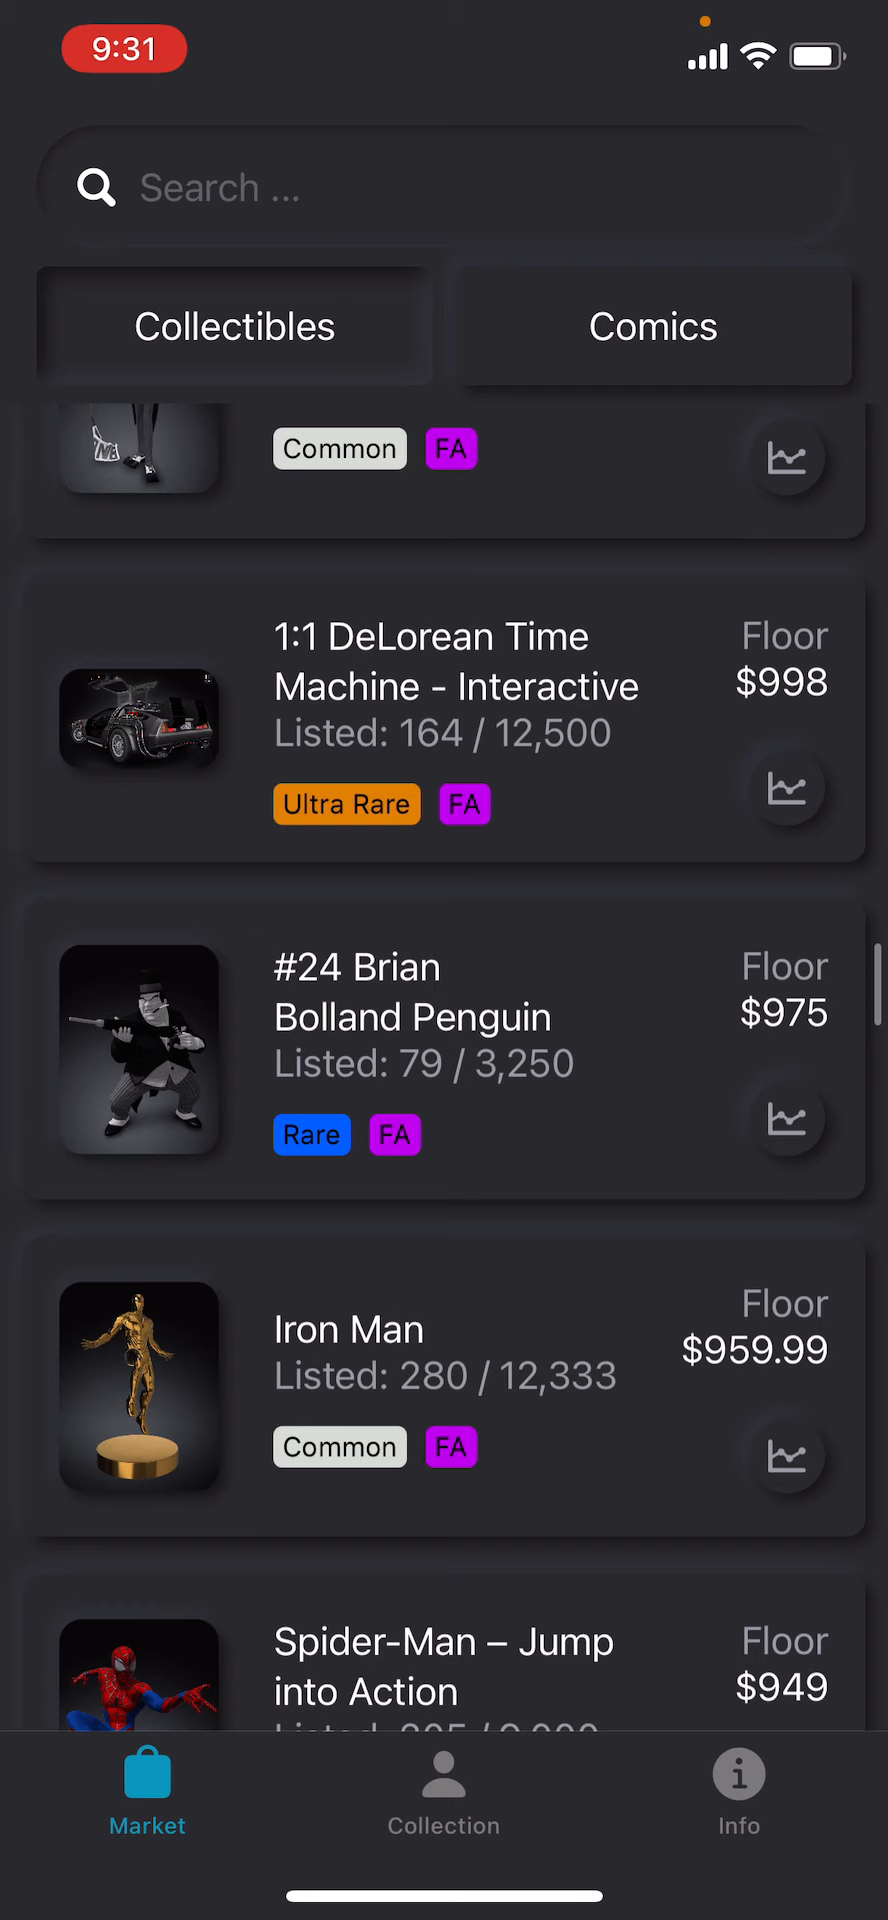 9:31
Search ...
Collectibles
Comics
Common FA
1:1 DeLorean Time
Machine - Interactive
Listed: 164 / 12,500
Ultra Rare FA
Floor
$998
#24 Brian
Bolland Penguin
Listed: 79 / 3,250
Rare FA
Floor
$975
Iron Man
Listed: 280 / 12,333
Common FA
Floor
$959.99
Spider-Man – Jump
into Action
Floor
$949
Market
Collection
Info